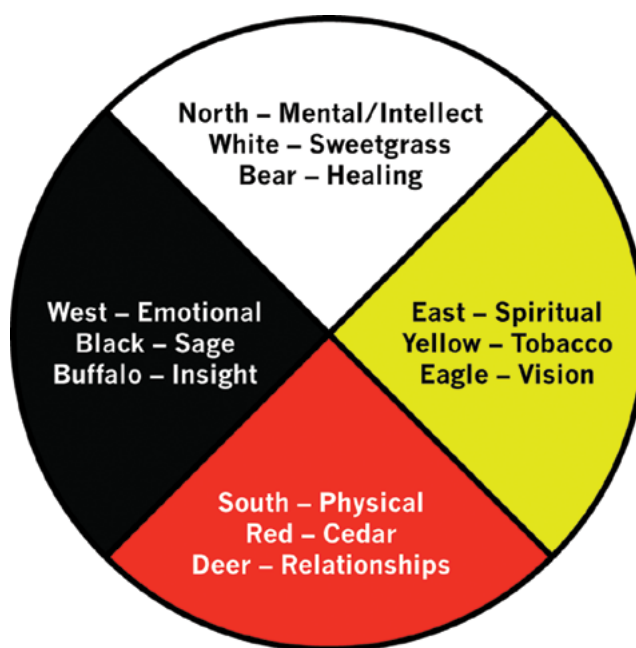 North – Mental/Intellect
White – Sweetgrass
Bear – Healing
West – Emotional
Black – Sage
Buffalo – Insight
East – Spiritual
Yellow – Tobacco
Eagle – Vision
South – Physical
Red – Cedar
Deer – Relationships